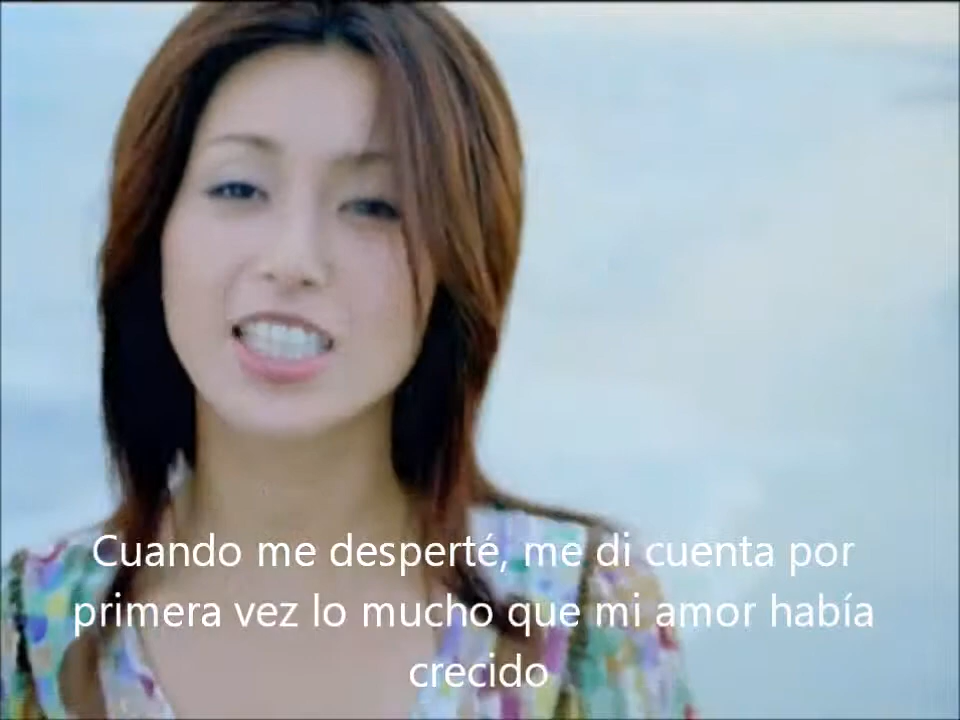 Cuando me desperté, me di cuenta por
primera vez lo mucho que mi amor había
crecido